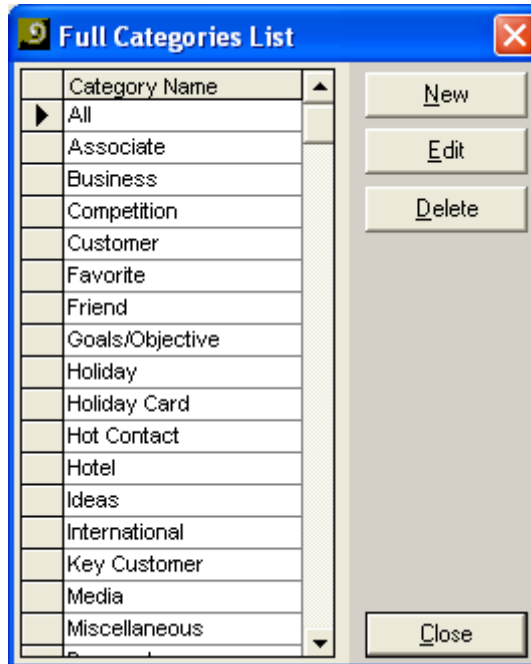 Full Categories List
Category Name
All
Associate
Business
Competition
Customer
Favorite
Friend
Goals/Objective
Holiday
Holiday Card
Hot Contact
Hotel
Ideas
International
Key Customer
Media
Miscellaneous
New
Edit
Delete
Close